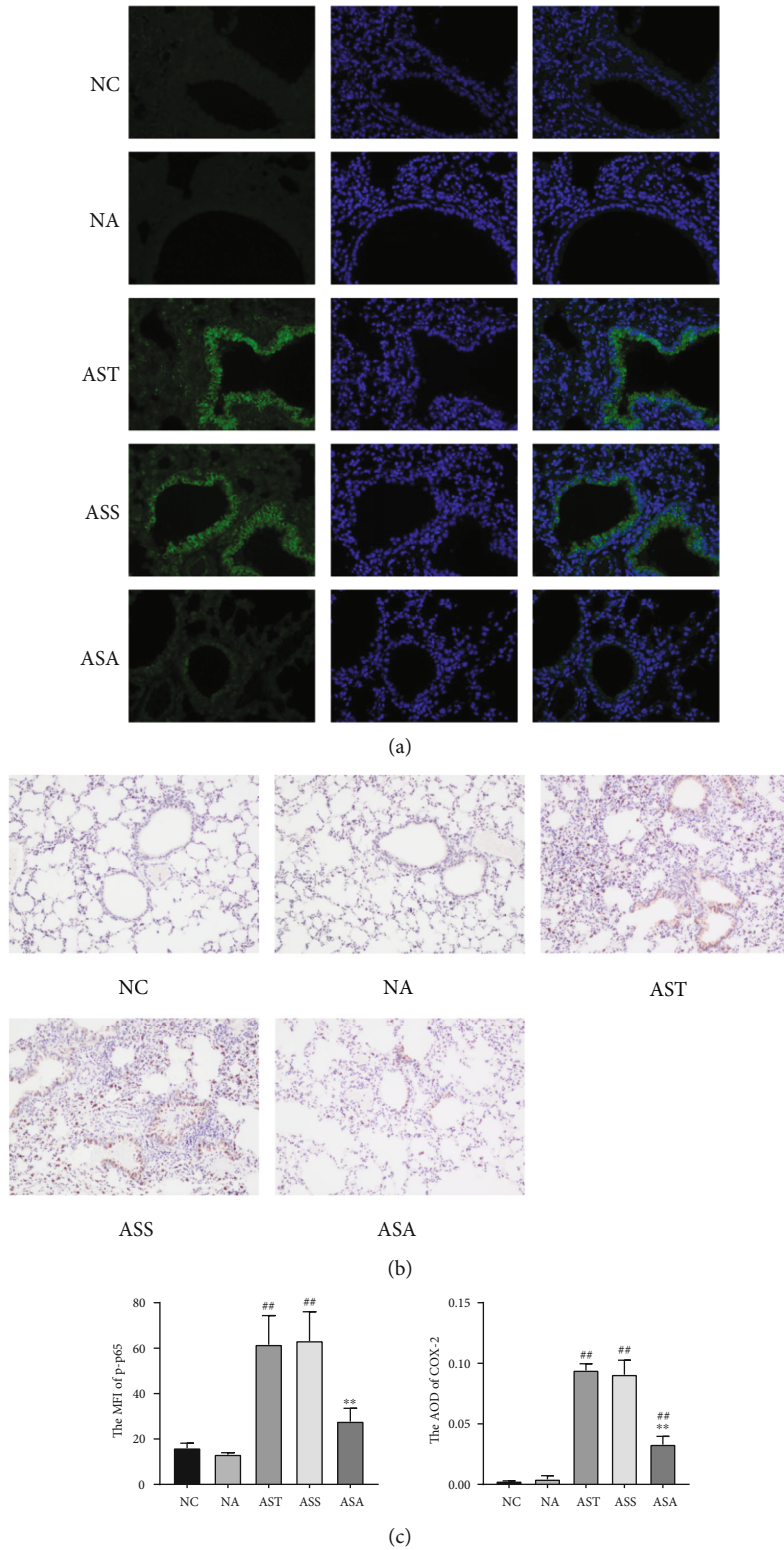 NC
NA
AST
ASS
ASA
(a)
NC
NA
AST
ASS
ASA
(b)
The MFI of p-p65
80
60
40
20
0
##
##
**
NC
NA
AST
ASS
ASA
The AOD of COX-2
0.15
0.10
0.05
0.00
##
##
##
**
NC
NA
AST
ASS
ASA
(c)